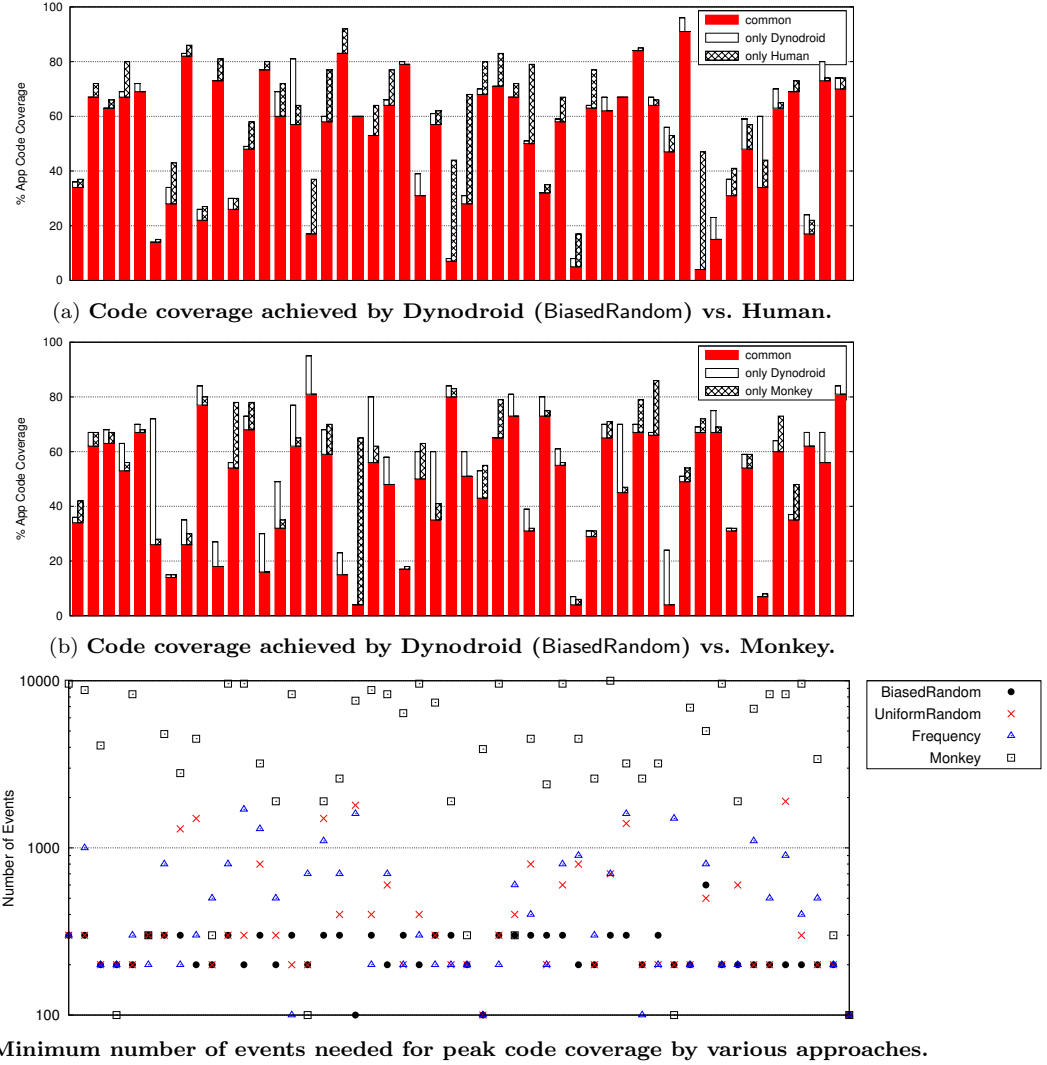 100
80
60
40
20
0
% App Code Coverage
common
only Dynodroid
only Human
(a) Code coverage achieved by Dynodroid (BiasedRandom) vs. Human.
100
80
60
40
20
0
% App Code Coverage
common
only Dynodroid
only Monkey
(b) Code coverage achieved by Dynodroid (BiasedRandom) vs. Monkey.
10000
1000
100
Number of Events
BiasedRandom
UniformRandom
Frequency
Monkey
Minimum number of events needed for peak code coverage by various approaches.